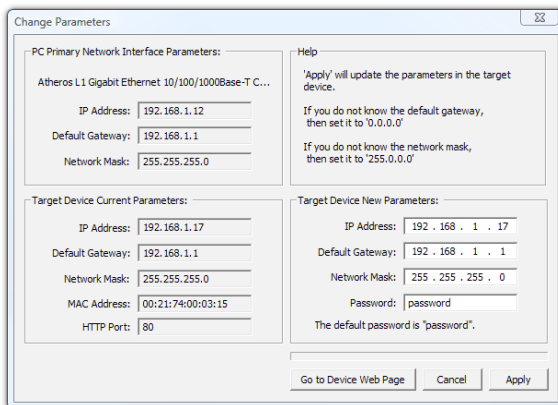 Change Parameters
PC Primary Network Interface Parameters:
Atheros L1 Gigabit Ethernet 10/100/1000Base-T C...
IP Address: 192.168.1.12
Default Gateway: 192.168.1.1
Network Mask: 255.255.255.0
Help
'Apply' will update the parameters in the target
device.
If you do not know the default gateway,
then set it to '0.0.0.0'
If you do not know the network mask,
then set it to '255.0.0.0'
Target Device Current Parameters:
IP Address: 192.168.1.17
Default Gateway: 192.168.1.1
Network Mask: 255.255.255.0
MAC Address: 00:21:74:00:03:15
HTTP Port: 80
Target Device New Parameters:
IP Address: 192 . 168 . 1 . 17
Default Gateway: 192 . 168 . 1 . 1
Network Mask: 255 . 255 . 255 . 0
Password: password
The default password is "password".
Go to Device Web Page Cancel Apply